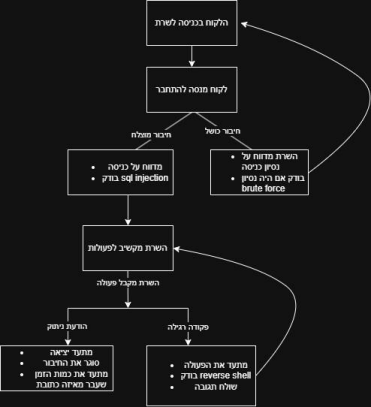 הלקוח בכניסה לשרת
לקוח מנסה להתחבר
חיבור מוצלח
חיבור כושל
מדווח על כניסה
בודק sql injection
השרת מדווח על
נסיון כניסה
בודק אם היה נסיון
brute force
השרת מקשיב לפעולות
השרת מקבל פעולה
הודעת ניתוק
פקודה רגילה
מתעד יציאה
סוגר את החיבור
מתעד את כמות הזמן
שעבר מאיזה כתובת
מתעד את הפעולה
בודק reverse shell
שולח תגובה